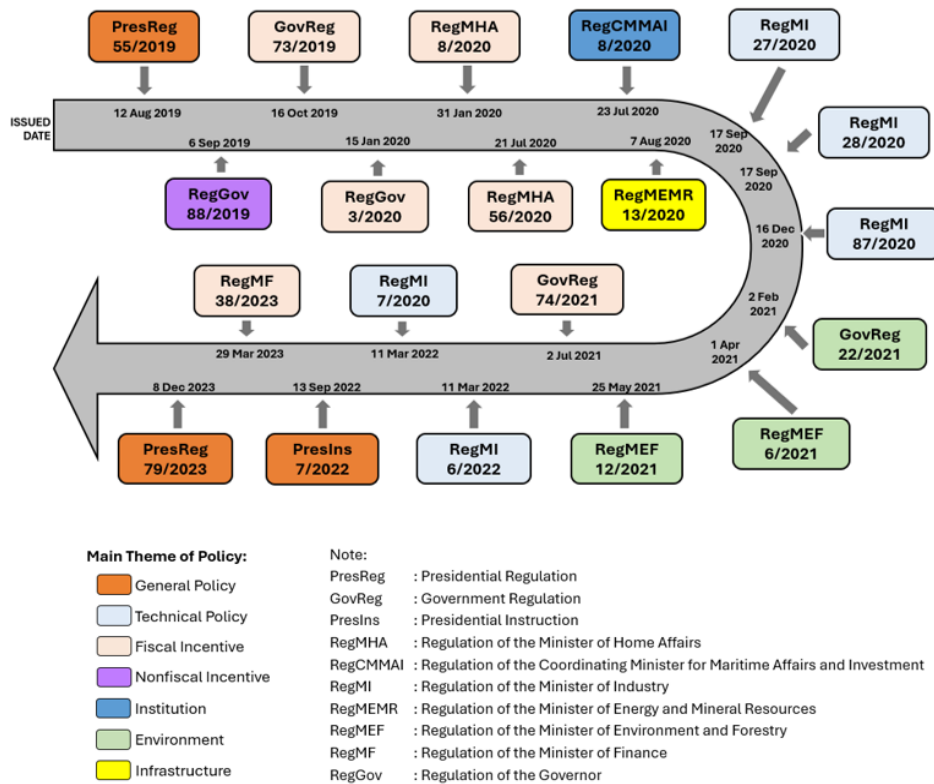 PresReg
55/2019
GovReg
73/2019
RegMHA
8/2020
RegCMMAI
8/2020
RegMI
27/2020
ISSUED
DATE
12 Aug 2019
16 Oct 2019
31 Jan 2020
23 Jul 2020
17 Sep
2020
RegMI
28/2020
6 Sep 2019
15 Jan 2020
21 Jul 2020
7 Aug 2020
17 Sep
2020
RegGov
88/2019
RegGov
3/2020
RegMHA
56/2020
RegMEMR
13/2020
16 Dec
2020
RegMI
87/2020
RegMF
38/2023
RegMI
7/2020
GovReg
74/2021
2 Feb
2021
GovReg
22/2021
29 Mar 2023
11 Mar 2022
2 Jul 2021
1 Apr
2021
8 Dec 2023
13 Sep 2022
11 Mar 2022
25 May 2021
PresReg
79/2023
PresIns
7/2022
RegMI
6/2022
RegMEF
12/2021
RegMEF
6/2021
Main Theme of Policy:
General Policy
Technical Policy
Fiscal Incentive
Nonfiscal Incentive
Institution
Environment
Infrastructure
Note:
PresReg : Presidential Regulation
GovReg : Government Regulation
PresIns : Presidential Instruction
RegMHA : Regulation of the Minister of Home Affairs
RegCMMAI : Regulation of the Coordinating Minister for Maritime Affairs and Investment
RegMI : Regulation of the Minister of Industry
RegMEMR : Regulation of the Minister of Energy and Mineral Resources
RegMEF : Regulation of the Minister of Environment and Forestry
RegMF : Regulation of the Minister of Finance
RegGov : Regulation of the Governor